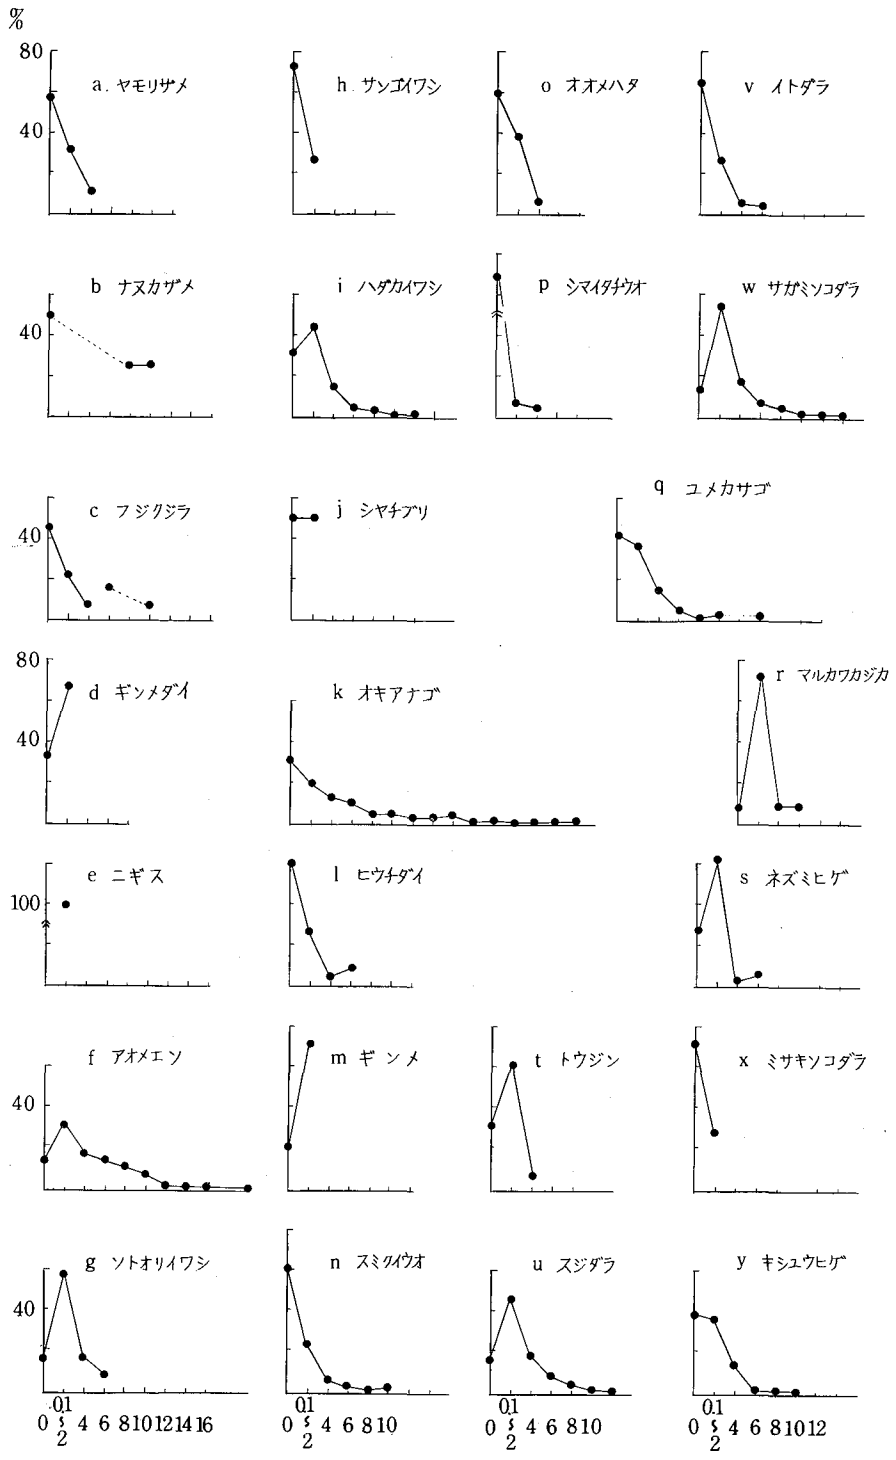 %
80
40
a. ヤモリザメ
h. サンゴイワシ
o オオメハタ
v イトダラ
40
b ナヌカザメ
i ハダカイワシ
p シマイタチウオ
w サガミソコダラ
40
c フジクジラ
j シャチブリ
q ユメカサゴ
80
40
d ギンメダイ
k オキアナゴ
r マルカワカジカ
100
e ニギス
l ヒウチダイ
s ネズミヒゲ
40
f アオメエソ
m ギンメ
t トウジン
x ミサキソコダラ
40
g ソトオリイワシ
n スミクイウオ
u スジダラ
y キシュウヒゲ
0 0.1〜2 4 6 8 10 12 14 16
0 0.1〜2 4 6 8 10
0 0.1〜2 4 6 8 10
0 0.1〜2 4 6 8 10 12